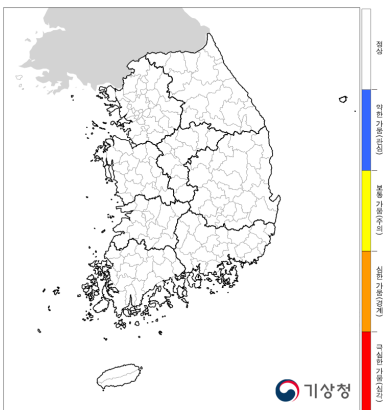 정상
약한 가뭄(관심)
보통 가뭄(주의)
심한 가뭄(경계)
극심한 가뭄(심각)
기상청